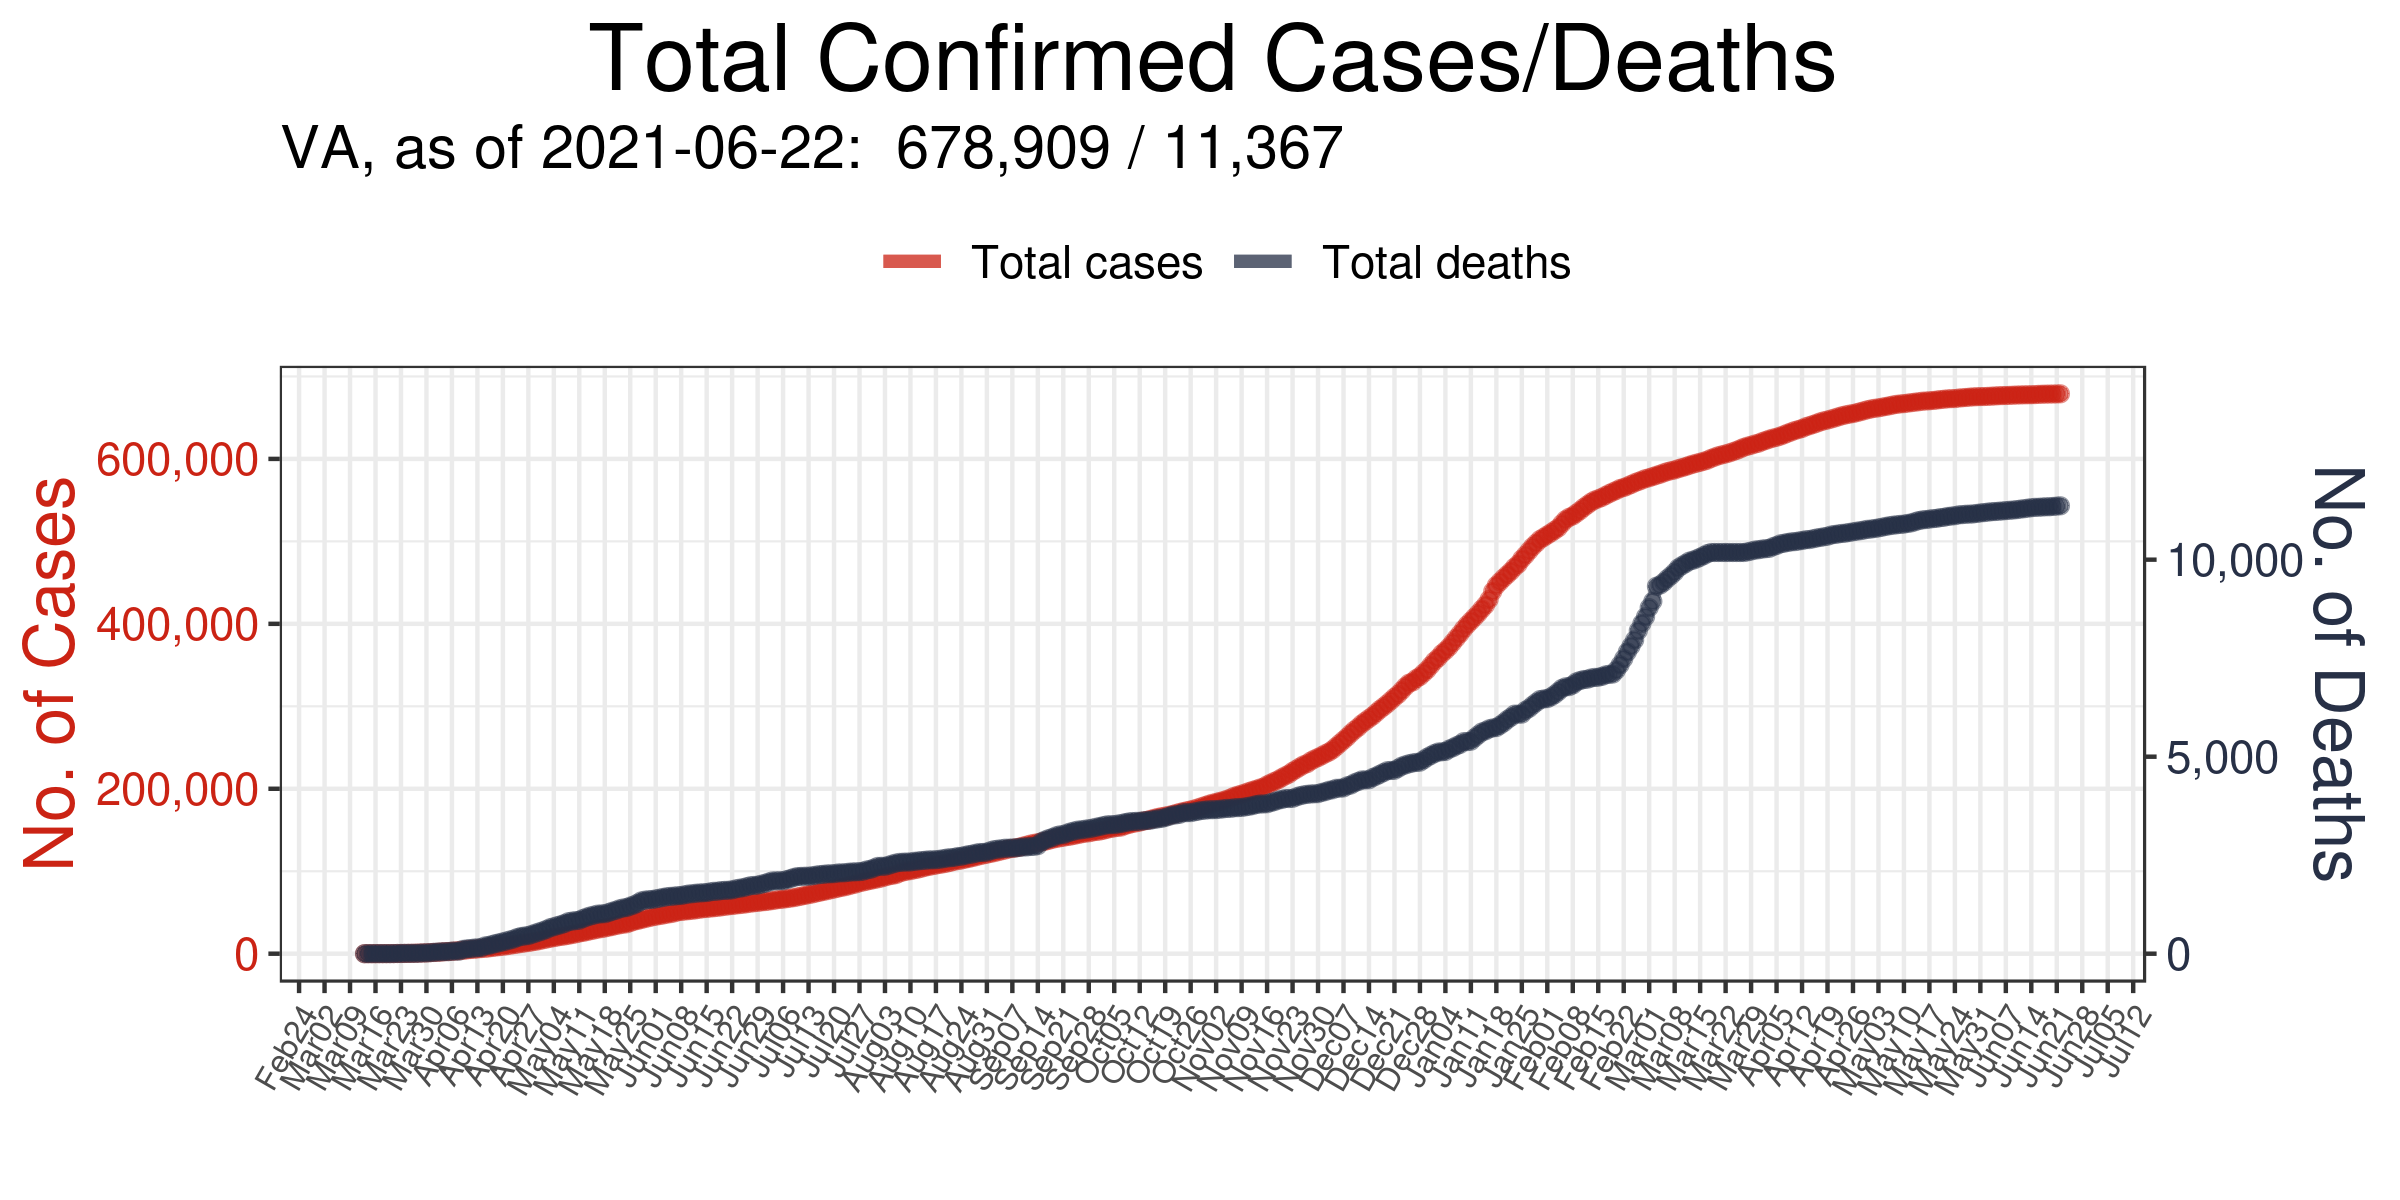 Total Confirmed Cases/Deaths
VA, as of 2021-06-22:  678,909 / 11,367
Total cases
Total deaths
No. of Cases
600,000
400,000
200,000
0
No. of Deaths
10,000
5,000
0
Feb24
Mar02
Mar09
Mar16
Mar23
Mar30
Apr06
Apr13
Apr20
Apr27
May04
May11
May18
May25
Jun01
Jun08
Jun15
Jun22
Jun29
Jul06
Jul13
Jul20
Jul27
Aug03
Aug10
Aug17
Aug24
Aug31
Sep07
Sep14
Sep21
Sep28
Oct05
Oct12
Oct19
Oct26
Nov02
Nov09
Nov16
Nov23
Nov30
Dec07
Dec14
Dec21
Dec28
Jan04
Jan11
Jan18
Jan25
Feb01
Feb08
Feb15
Feb22
Mar01
Mar08
Mar15
Mar22
Mar29
Apr05
Apr12
Apr19
Apr26
May03
May10
May17
May24
May31
Jun07
Jun14
Jun21
Jun28
Jul05
Jul12